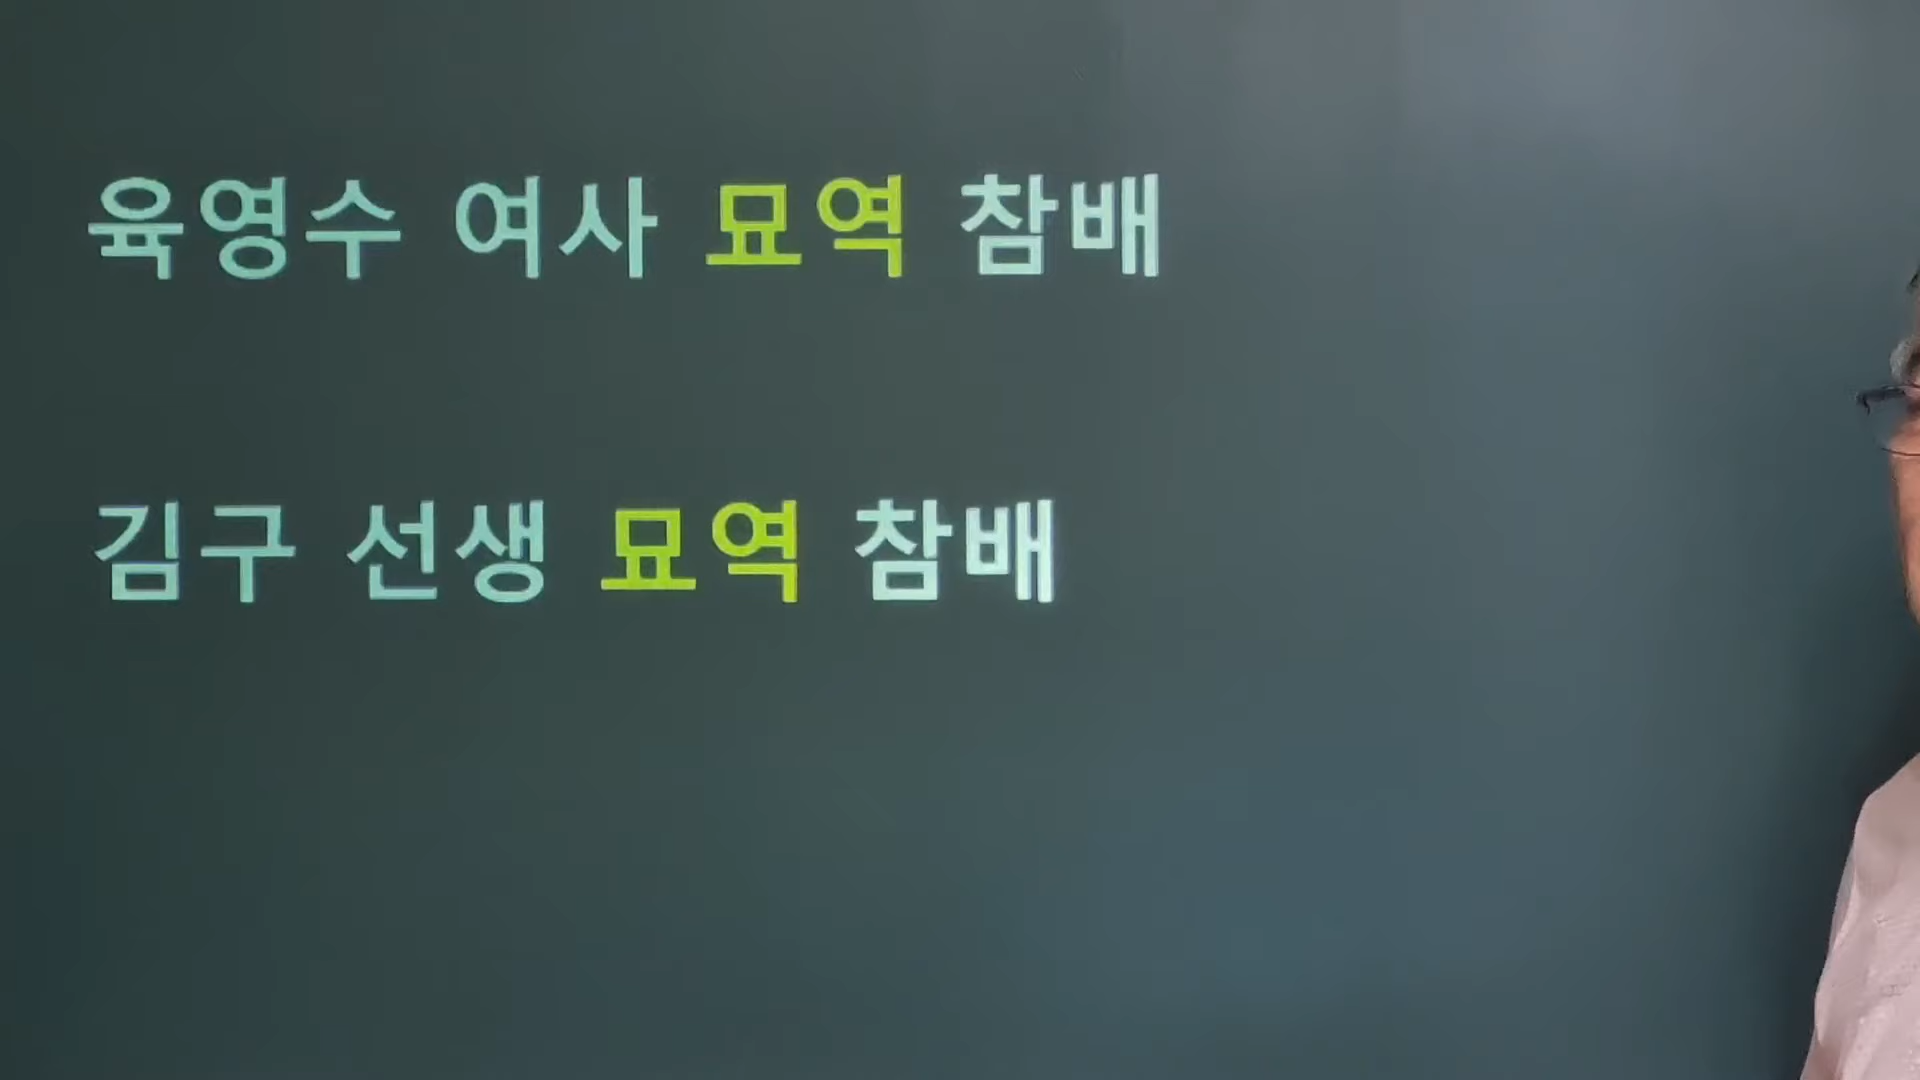 육영수 여사 묘역 참배
김구 선생 묘역 참배